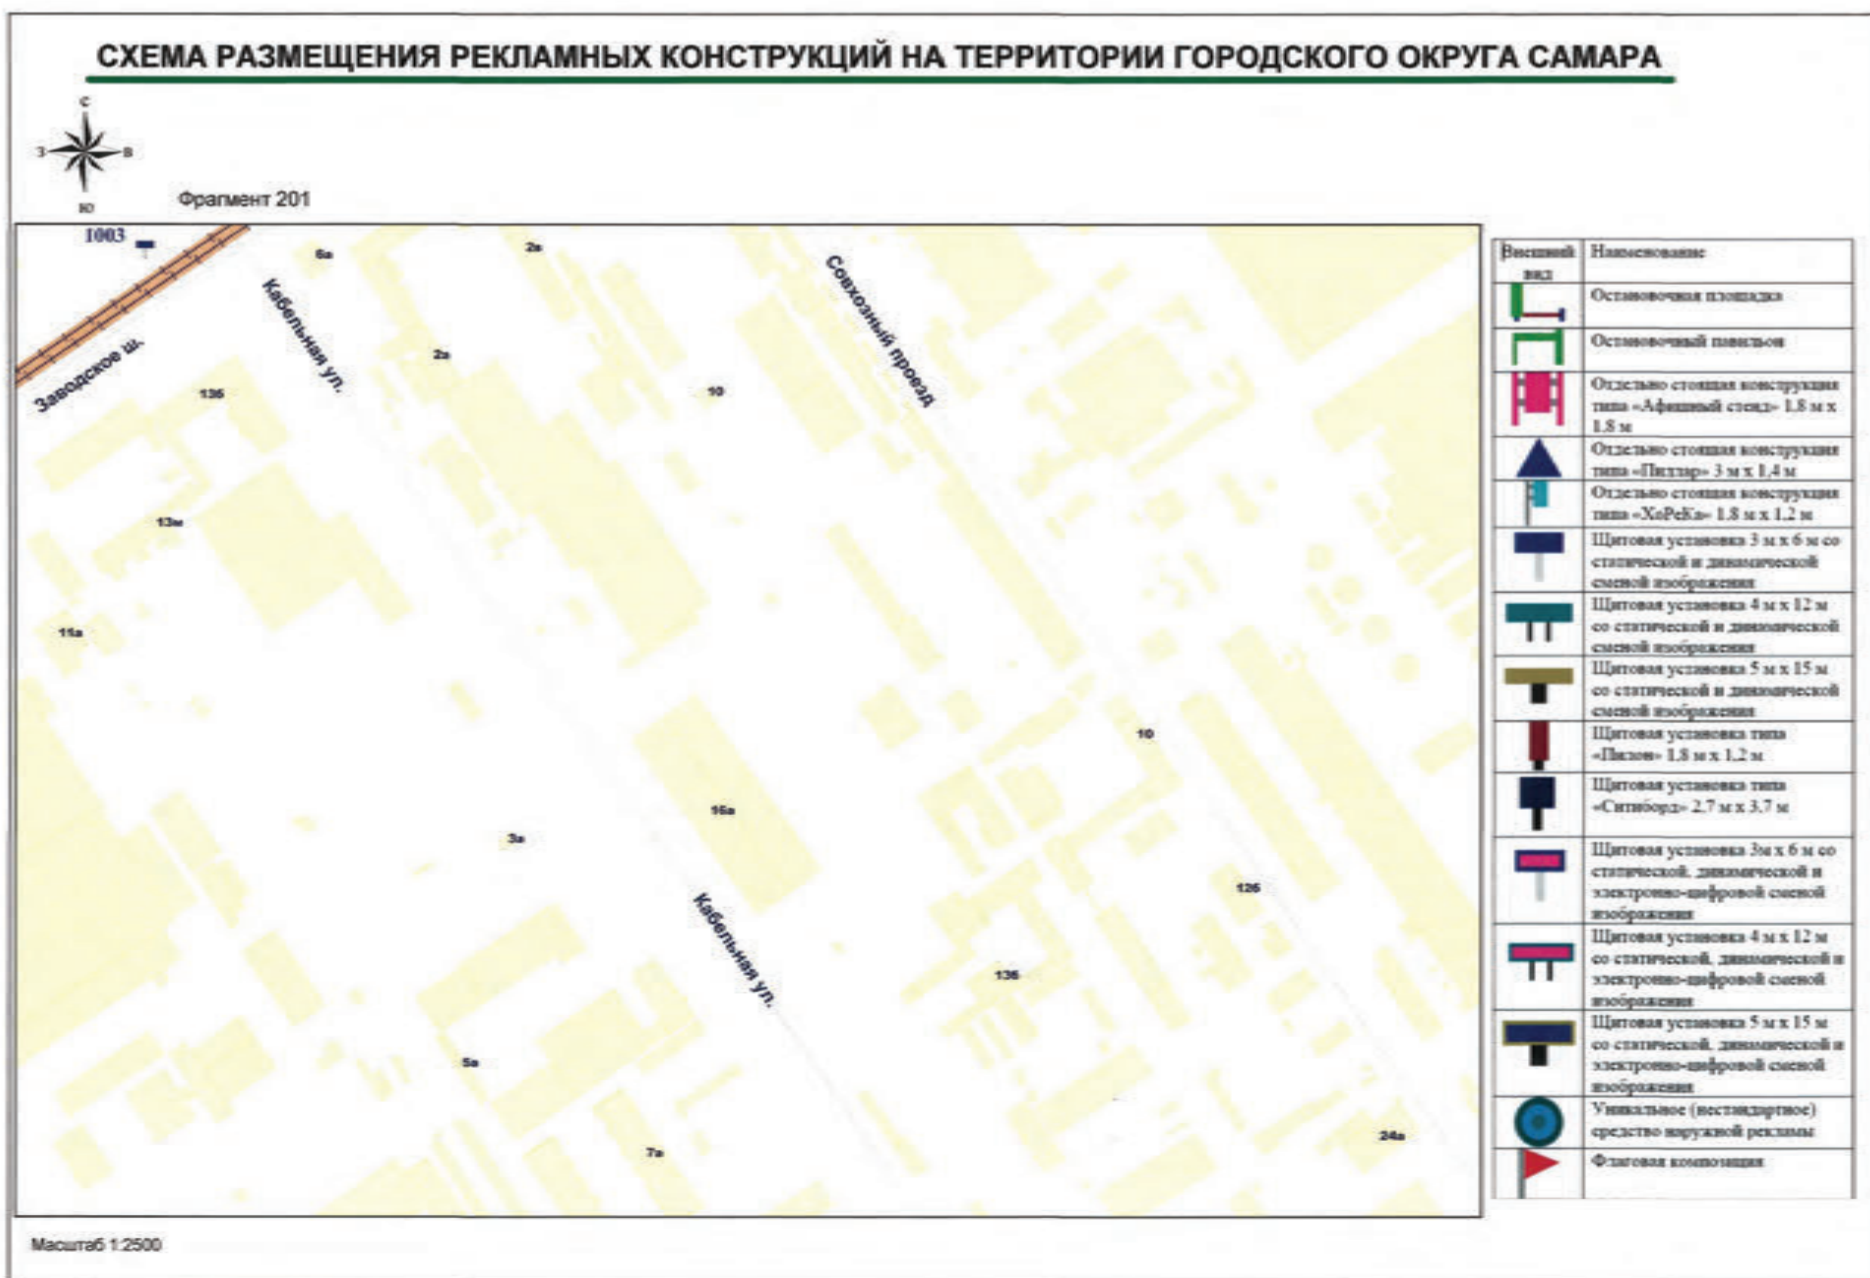 СХЕМА РАЗМЕЩЕНИЯ РЕКЛАМНЫХ КОНСТРУКЦИЙ НА ТЕРРИТОРИИ ГОРОДСКОГО ОКРУГА САМАРА
С
З В
Ю
Фрагмент 201
1003
6а
2в
Кабельная ул.
Совхозный проезд
Заводское ш.
2а
13б
10
13м
11а
10
16а
3а
12б
Кабельная ул.
13б
5а
24а
7а
Масштаб 1:2500
Внешний вид
Наименование
Остановочная площадка
Остановочный павильон
Отдельно стоящая конструкция
типа «Афишный стенд» 1,8 м х
1,8 м
Отдельно стоящая конструкция
типа «Пиллар» 3 м х 1,4 м
Отдельно стоящая конструкция
типа «ХоРеКа» 1,8 м х 1,2 м
Щитовая установка 3 м х 6 м со
статической и динамической
сменой изображения
Щитовая установка 4 м х 12 м
со статической и динамической
сменой изображения
Щитовая установка 5 м х 15 м
со статической и динамической
сменой изображения
Щитовая установка типа
«Пилон» 1,8 м х 1,2 м
Щитовая установка типа
«Ситиборд» 2,7 м х 3,7 м
Щитовая установка 3м х 6 м со
статической, динамической и
электронно-цифровой сменой
изображения
Щитовая установка 4 м х 12 м
со статической, динамической и
электронно-цифровой сменой
изображения
Щитовая установка 5 м х 15 м
со статической, динамической и
электронно-цифровой сменой
изображения
Уникальное (нестандартное)
средство наружной рекламы
Флаговая композиция